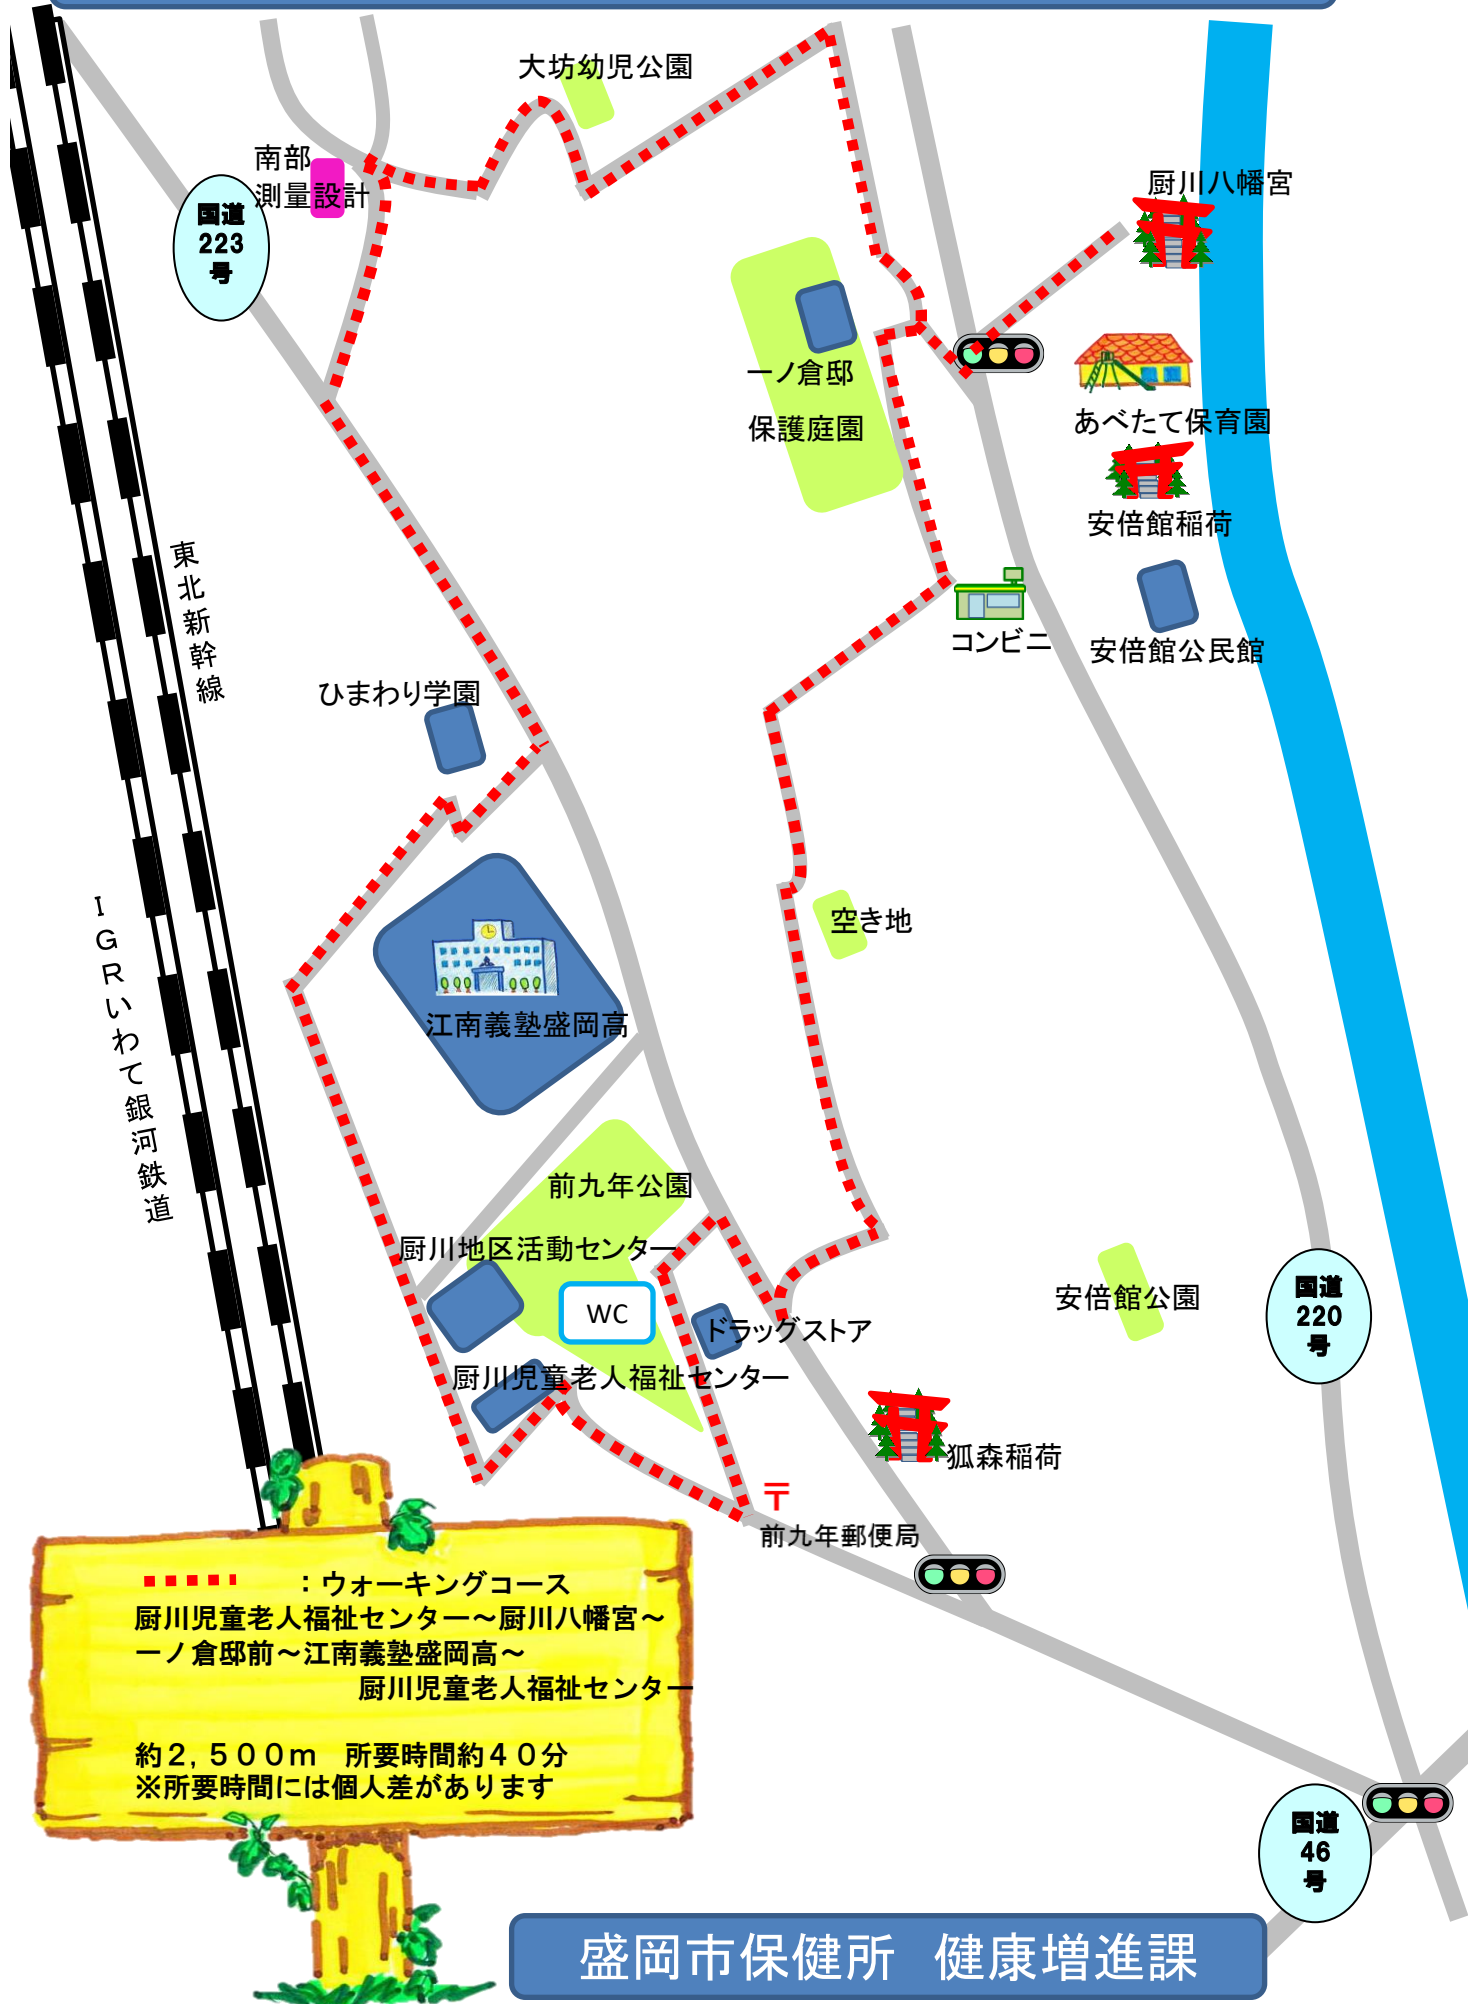 大坊幼児公園
南部
測量設計
国道
223
号
厨川八幡宮
一ノ倉邸
保護庭園
あべたて保育園
安倍館稲荷
コンビニ
安倍館公民館
東北新幹線
ひまわり学園
IGRいわて銀河鉄道
空き地
江南義塾盛岡高
前九年公園
厨川地区活動センター
WC
ドラッグストア
安倍館公園
国道
220
号
厨川児童老人福祉センター
狐森稲荷
〒
前九年郵便局
：ウォーキングコース
厨川児童老人福祉センター～厨川八幡宮～
一ノ倉邸前～江南義塾盛岡高～
厨川児童老人福祉センター
約２，５００ｍ　所要時間約４０分
※所要時間には個人差があります
国道
46
号
盛岡市保健所　健康増進課